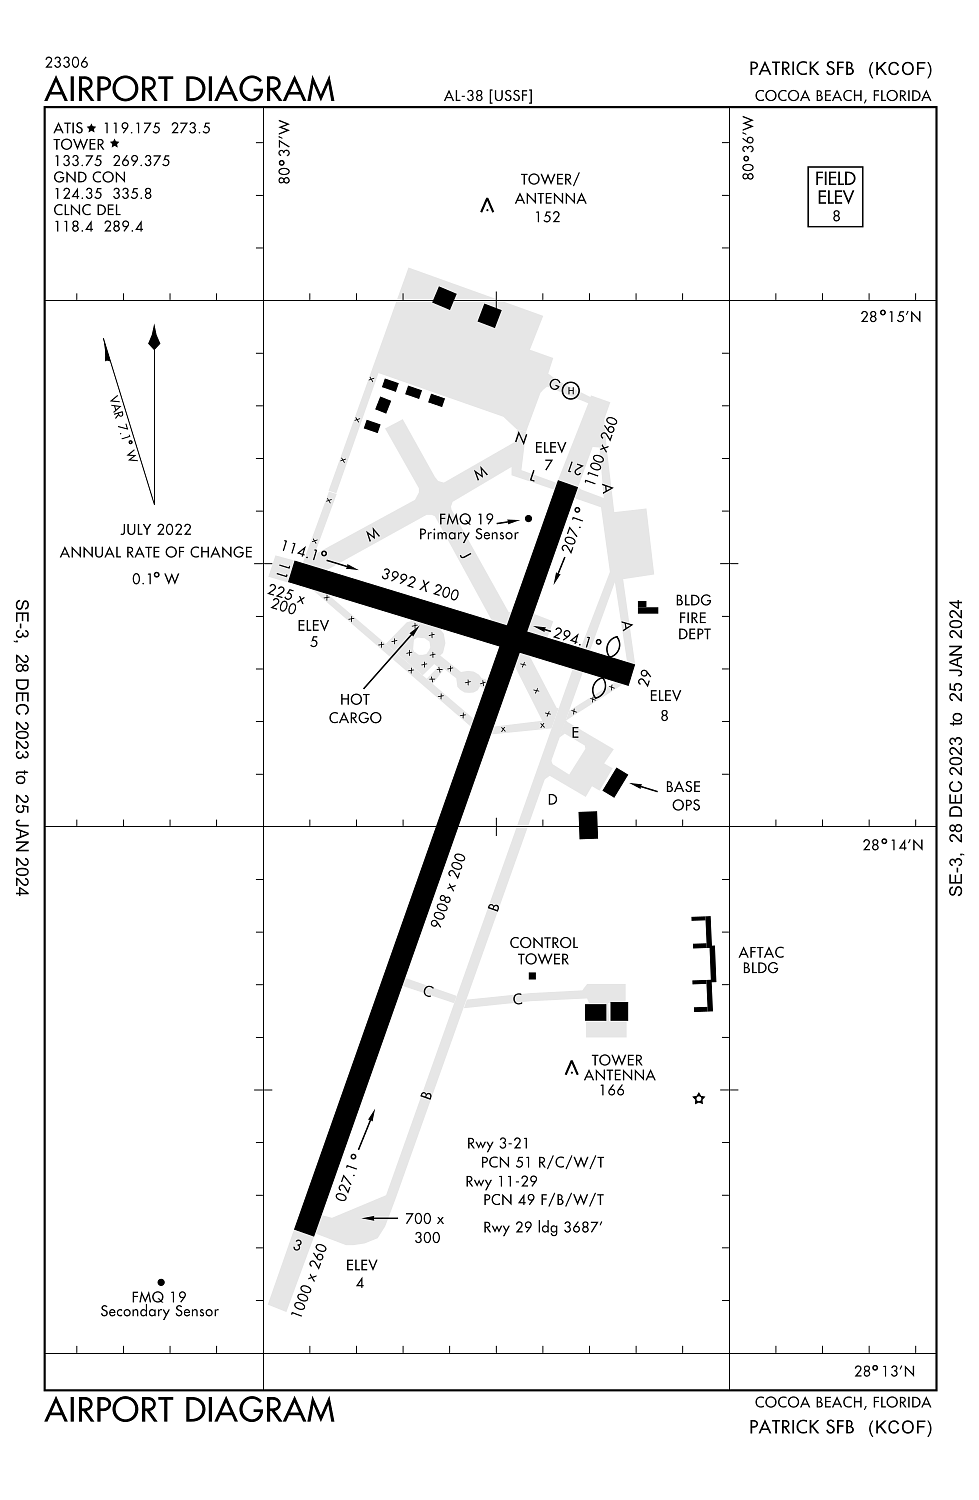 23306
AIRPORT DIAGRAM
AL-38 [USSF]
PATRICK SFB (KCOF)
COCOA BEACH, FLORIDA
ATIS ★ 119.175 273.5
TOWER ★
133.75 269.375
GND CON
124.35 335.8
CLNC DEL
118.4 289.4
80°37'W
80°36'W
TOWER/
ANTENNA
152
FIELD
ELEV
8
28°15'N
VAR 7.1° W
JULY 2022
ANNUAL RATE OF CHANGE
0.1° W
G
H
N
ELEV
7
21
1100 x 260
M
L
A
FMQ 19
Primary Sensor
M
J
207.1°
114.1°
11
3992 X 200
225 x
200
ELEV
5
294.1°
A
BLDG
FIRE
DEPT
29
ELEV
8
HOT
CARGO
E
D
BASE
OPS
28°14'N
9008 x 200
B
CONTROL
TOWER
AFTAC
BLDG
C
C
TOWER
ANTENNA
166
B
Rwy 3-21
PCN 51 R/C/W/T
Rwy 11-29
PCN 49 F/B/W/T
Rwy 29 ldg 3687'
027.1°
700 x
300
3
1000 x 260
ELEV
4
FMQ 19
Secondary Sensor
28°13'N
SE-3, 28 DEC 2023 to 25 JAN 2024
SE-3, 28 DEC 2023 to 25 JAN 2024
AIRPORT DIAGRAM
COCOA BEACH, FLORIDA
PATRICK SFB (KCOF)